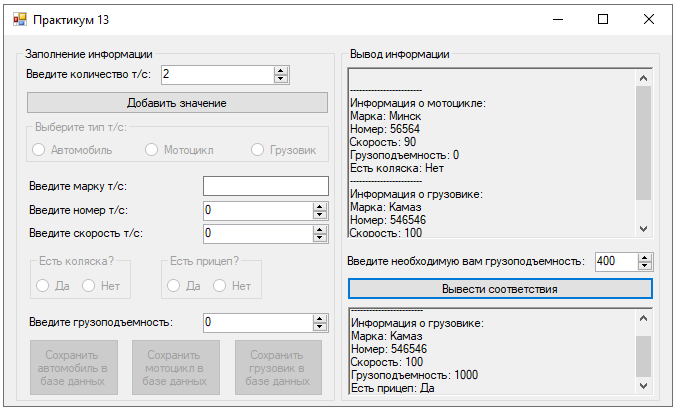 Практикум 13
Заполнение информации
Введите количество т/с: 2
Добавить значение
Выберите тип т/с:
Автомобиль Мотоцикл Грузовик
Введите марку т/с:
Введите номер т/с: 0
Введите скорость т/с: 0
Есть коляска? Есть прицеп?
Да Нет Да Нет
Введите грузоподъемность: 0
Сохранить автомобиль в базе данных
Сохранить мотоцикл в базе данных
Сохранить грузовик в базе данных
Вывод информации
------------------------
Информация о мотоцикле:
Марка: Минск
Номер: 56564
Скорость: 90
Грузоподъемность: 0
Есть коляска: Нет
------------------------
Информация о грузовике:
Марка: Камаз
Номер: 546546
Скорость: 100
Введите необходимую вам грузоподъемность: 400
Вывести соответствия
------------------------
Информация о грузовике:
Марка: Камаз
Номер: 546546
Скорость: 100
Грузоподъемность: 1000
Есть прицеп: Да